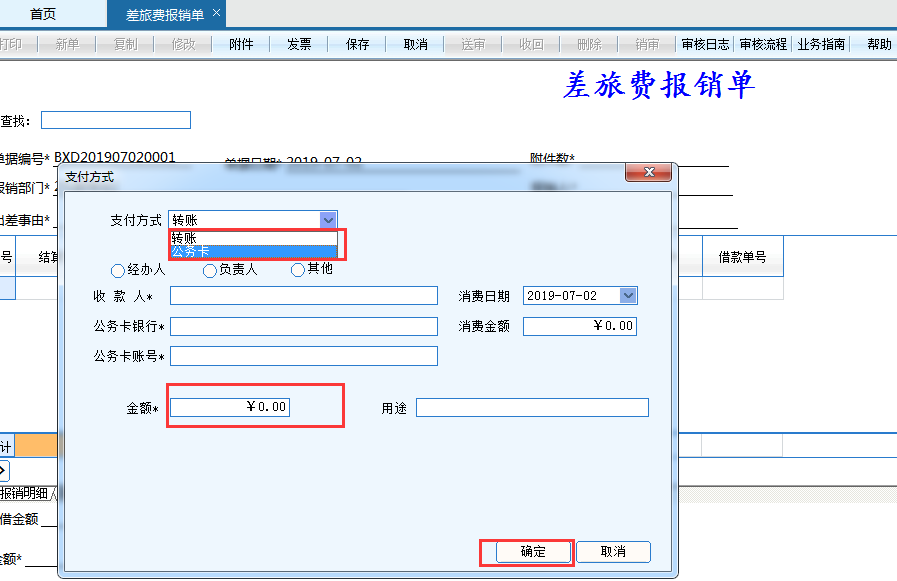 首页 差旅费报销单 ×
打印 新单 复制 修改 附件 发票 保存 取消 送审 收回 删除 销审 审核日志 审核流程 业务指南 帮助
差旅费报销单
查找：
单据编号* BXD201907020001 单据日期* 2019-07-02 附件数*
报销部门*
出差事由*
号 结算 借款单号
支付方式
支付方式 转账
转账
公务卡
经办人 负责人 其他
收 款 人* 消费日期 2019-07-02
公务卡银行* 消费金额 ￥0.00
公务卡账号*
金额* ￥0.00 用途
计
报销明细
借金额
金额*
确定 取消